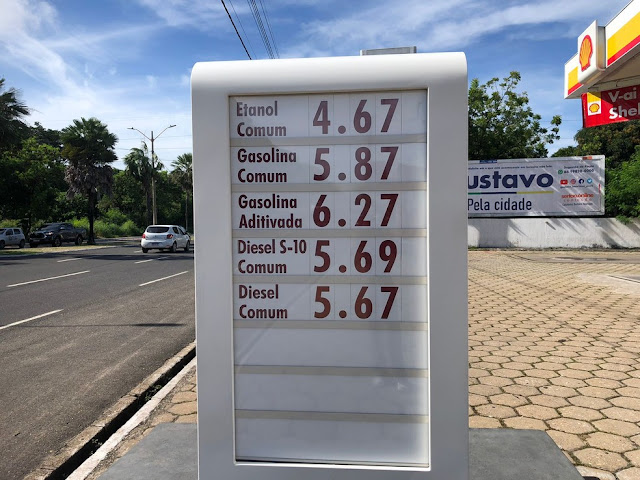 Etanol
Comum 4.67
Gasolina
Comum 5.87
Gasolina
Aditivada 6.27
Diesel S-10
Comum 5.69
Diesel
Comum 5.67
V-
Shel
ustavo
Pela cidade